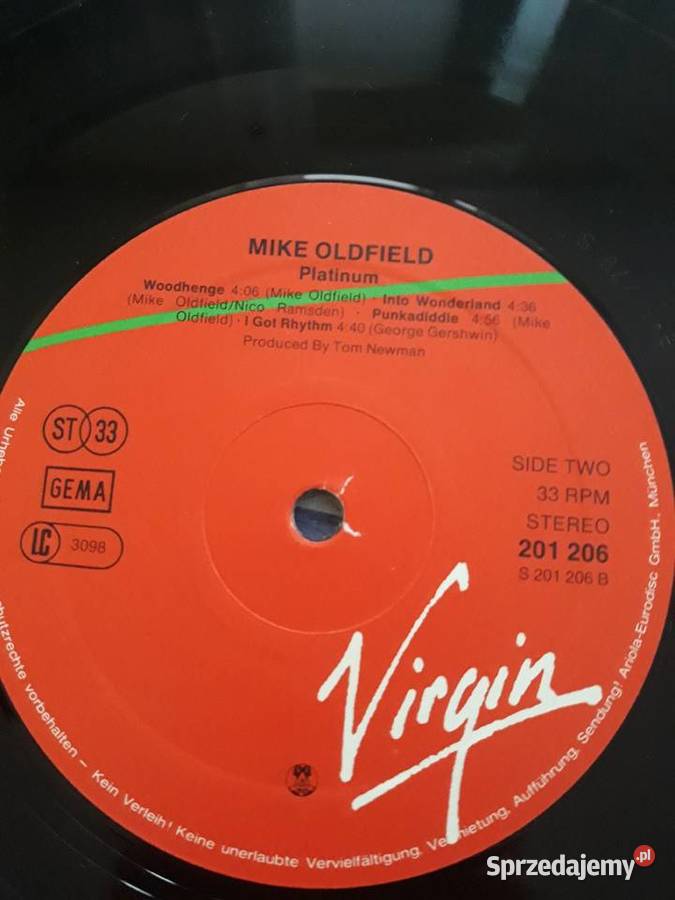 MIKE OLDFIELD
Platinum
Woodhenge 4:06 (Mike Oldfield) · Into Wonderland 4:36
(Mike Oldfield/Nico Ramsden) · Punkadiddle 4:56 (Mike
Oldfield) · I Got Rhythm 4:40 (George Gershwin)
Produced By Tom Newman
ST 33
GEMA
LC 3098
SIDE TWO
33 RPM
STEREO
201 206
S 201 206 B
Virgin
Alle
vorbehalten – Kein Verleih! Keine unerlaubte Vervielfältigung, Vermietung, Aufführung, Sendung! Ariola-Eurodisc GmbH., München
Sprzedajemy.pl